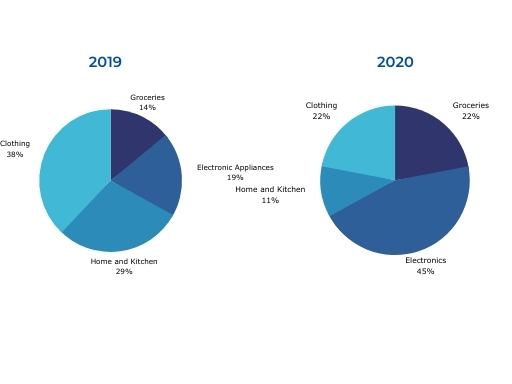 2019
2020
Groceries
14%
Clothing
38%
Electronic Appliances
19%
Home and Kitchen
29%
Clothing
22%
Groceries
22%
Home and Kitchen
11%
Electronics
45%